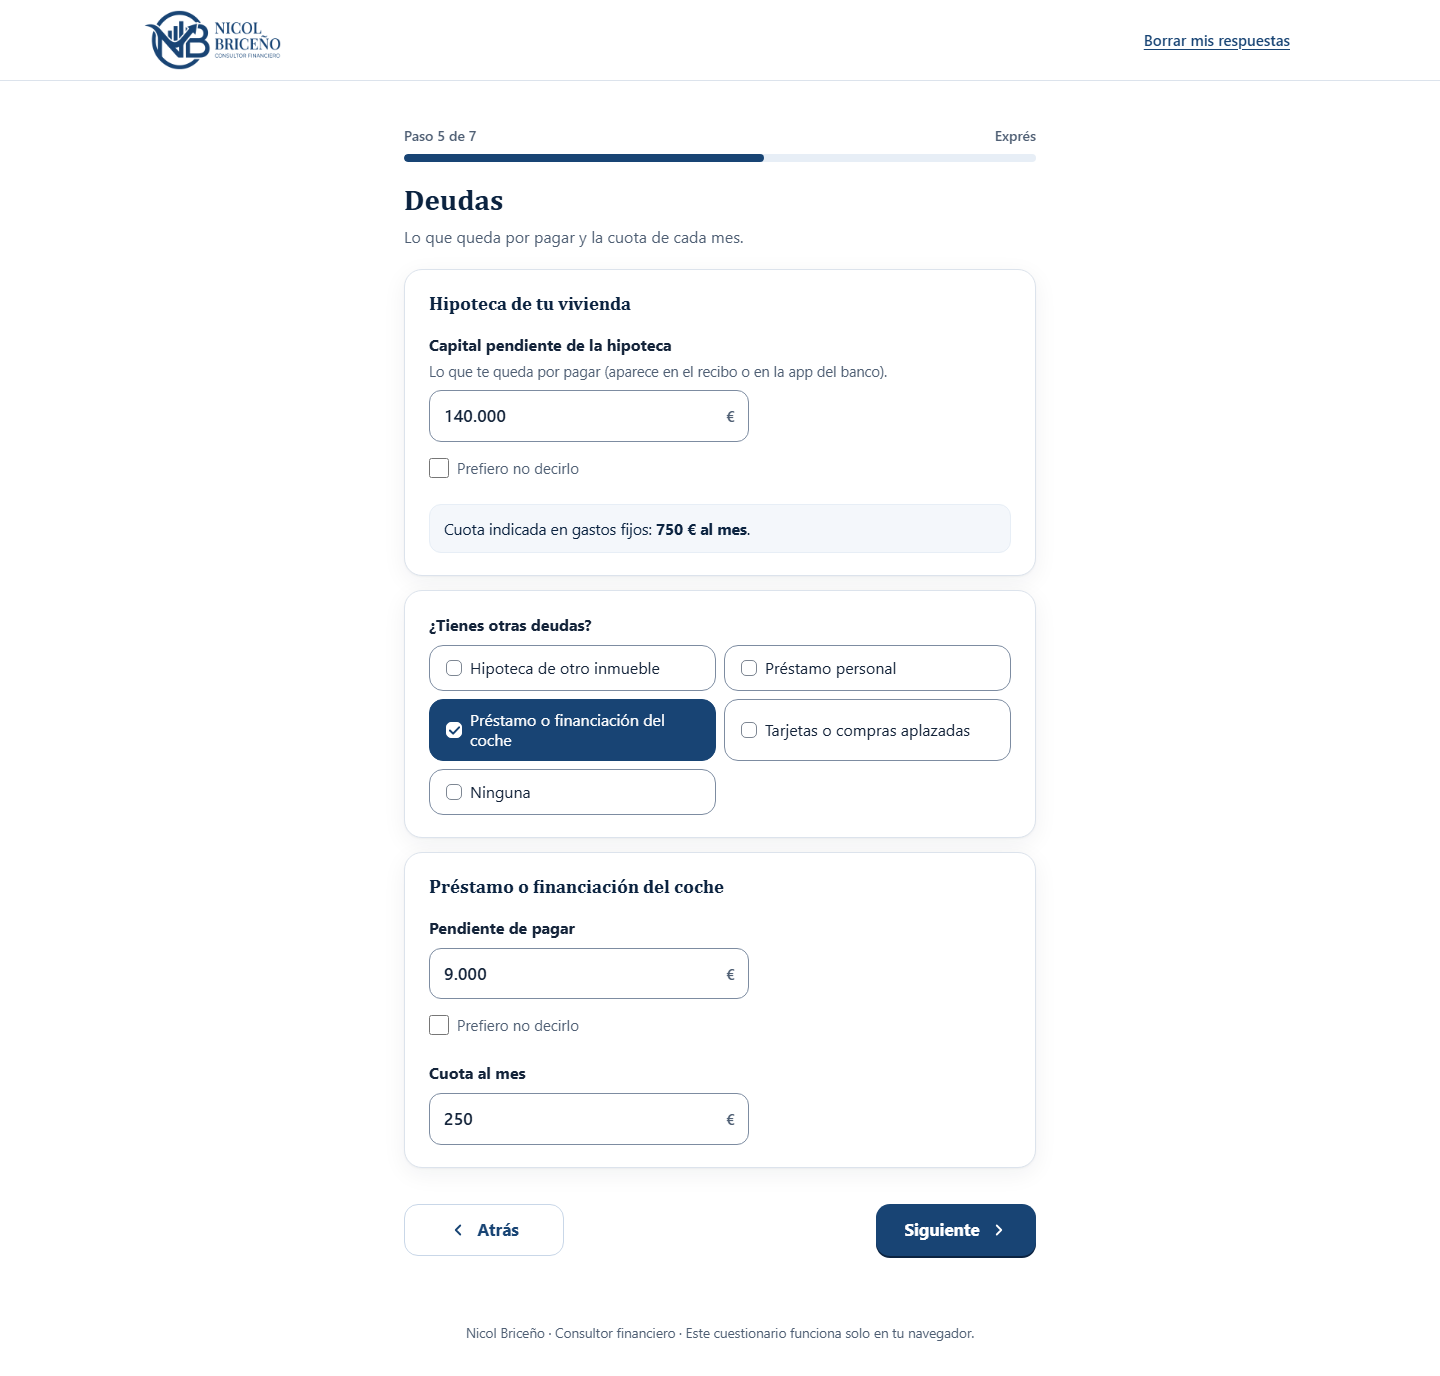 NICOL
BRICEÑO
CONSULTOR FINANCIERO
Borrar mis respuestas
Paso 5 de 7
Exprés
Deudas
Lo que queda por pagar y la cuota de cada mes.
Hipoteca de tu vivienda
Capital pendiente de la hipoteca
Lo que te queda por pagar (aparece en el recibo o en la app del banco).
140.000 €
Prefiero no decirlo
Cuota indicada en gastos fijos: 750 € al mes.
¿Tienes otras deudas?
Hipoteca de otro inmueble
Préstamo personal
Préstamo o financiación del
coche
Tarjetas o compras aplazadas
Ninguna
Préstamo o financiación del coche
Pendiente de pagar
9.000 €
Prefiero no decirlo
Cuota al mes
250 €
Atrás
Siguiente
Nicol Briceño · Consultor financiero · Este cuestionario funciona solo en tu navegador.